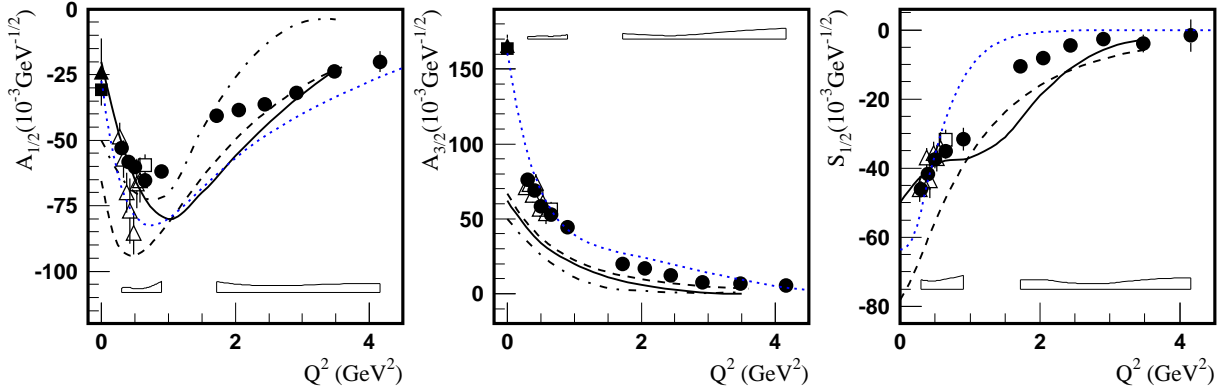 A1/2(10-3GeV-1/2)
0
-25
-50
-75
-100
0 2 4
Q2 (GeV2)
A3/2(10-3GeV-1/2)
150
100
50
0
0 2 4
Q2 (GeV2)
S1/2(10-3GeV-1/2)
0
-20
-40
-60
-80
0 2 4
Q2 (GeV2)